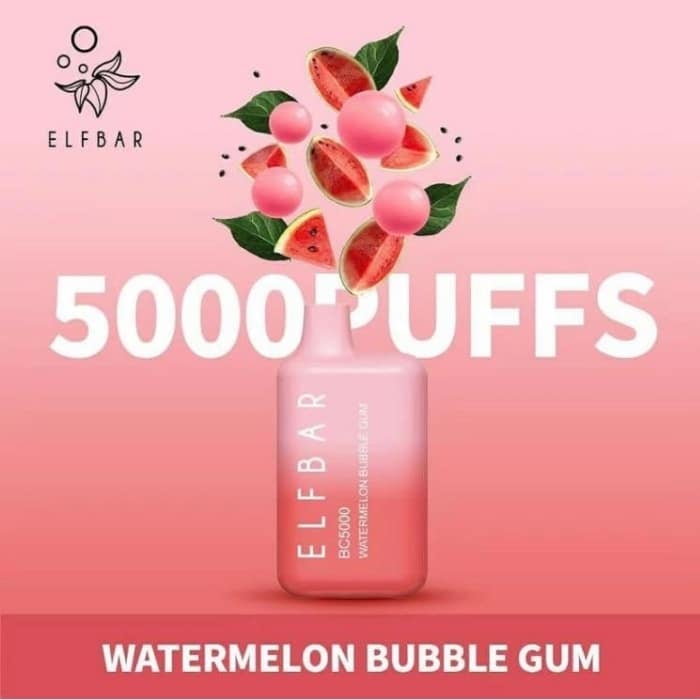 ELFBAR
5000PUFFS
ELFBAR
BC5000
WATERMELON BUBBLE GUM
WATERMELON BUBBLE GUM